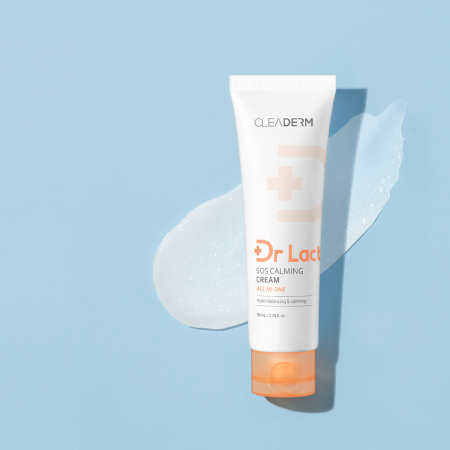 CLEADERM
Dr Lact
SOS CALMING
CREAM
ALL-IN-ONE
Hydro balancing & calming